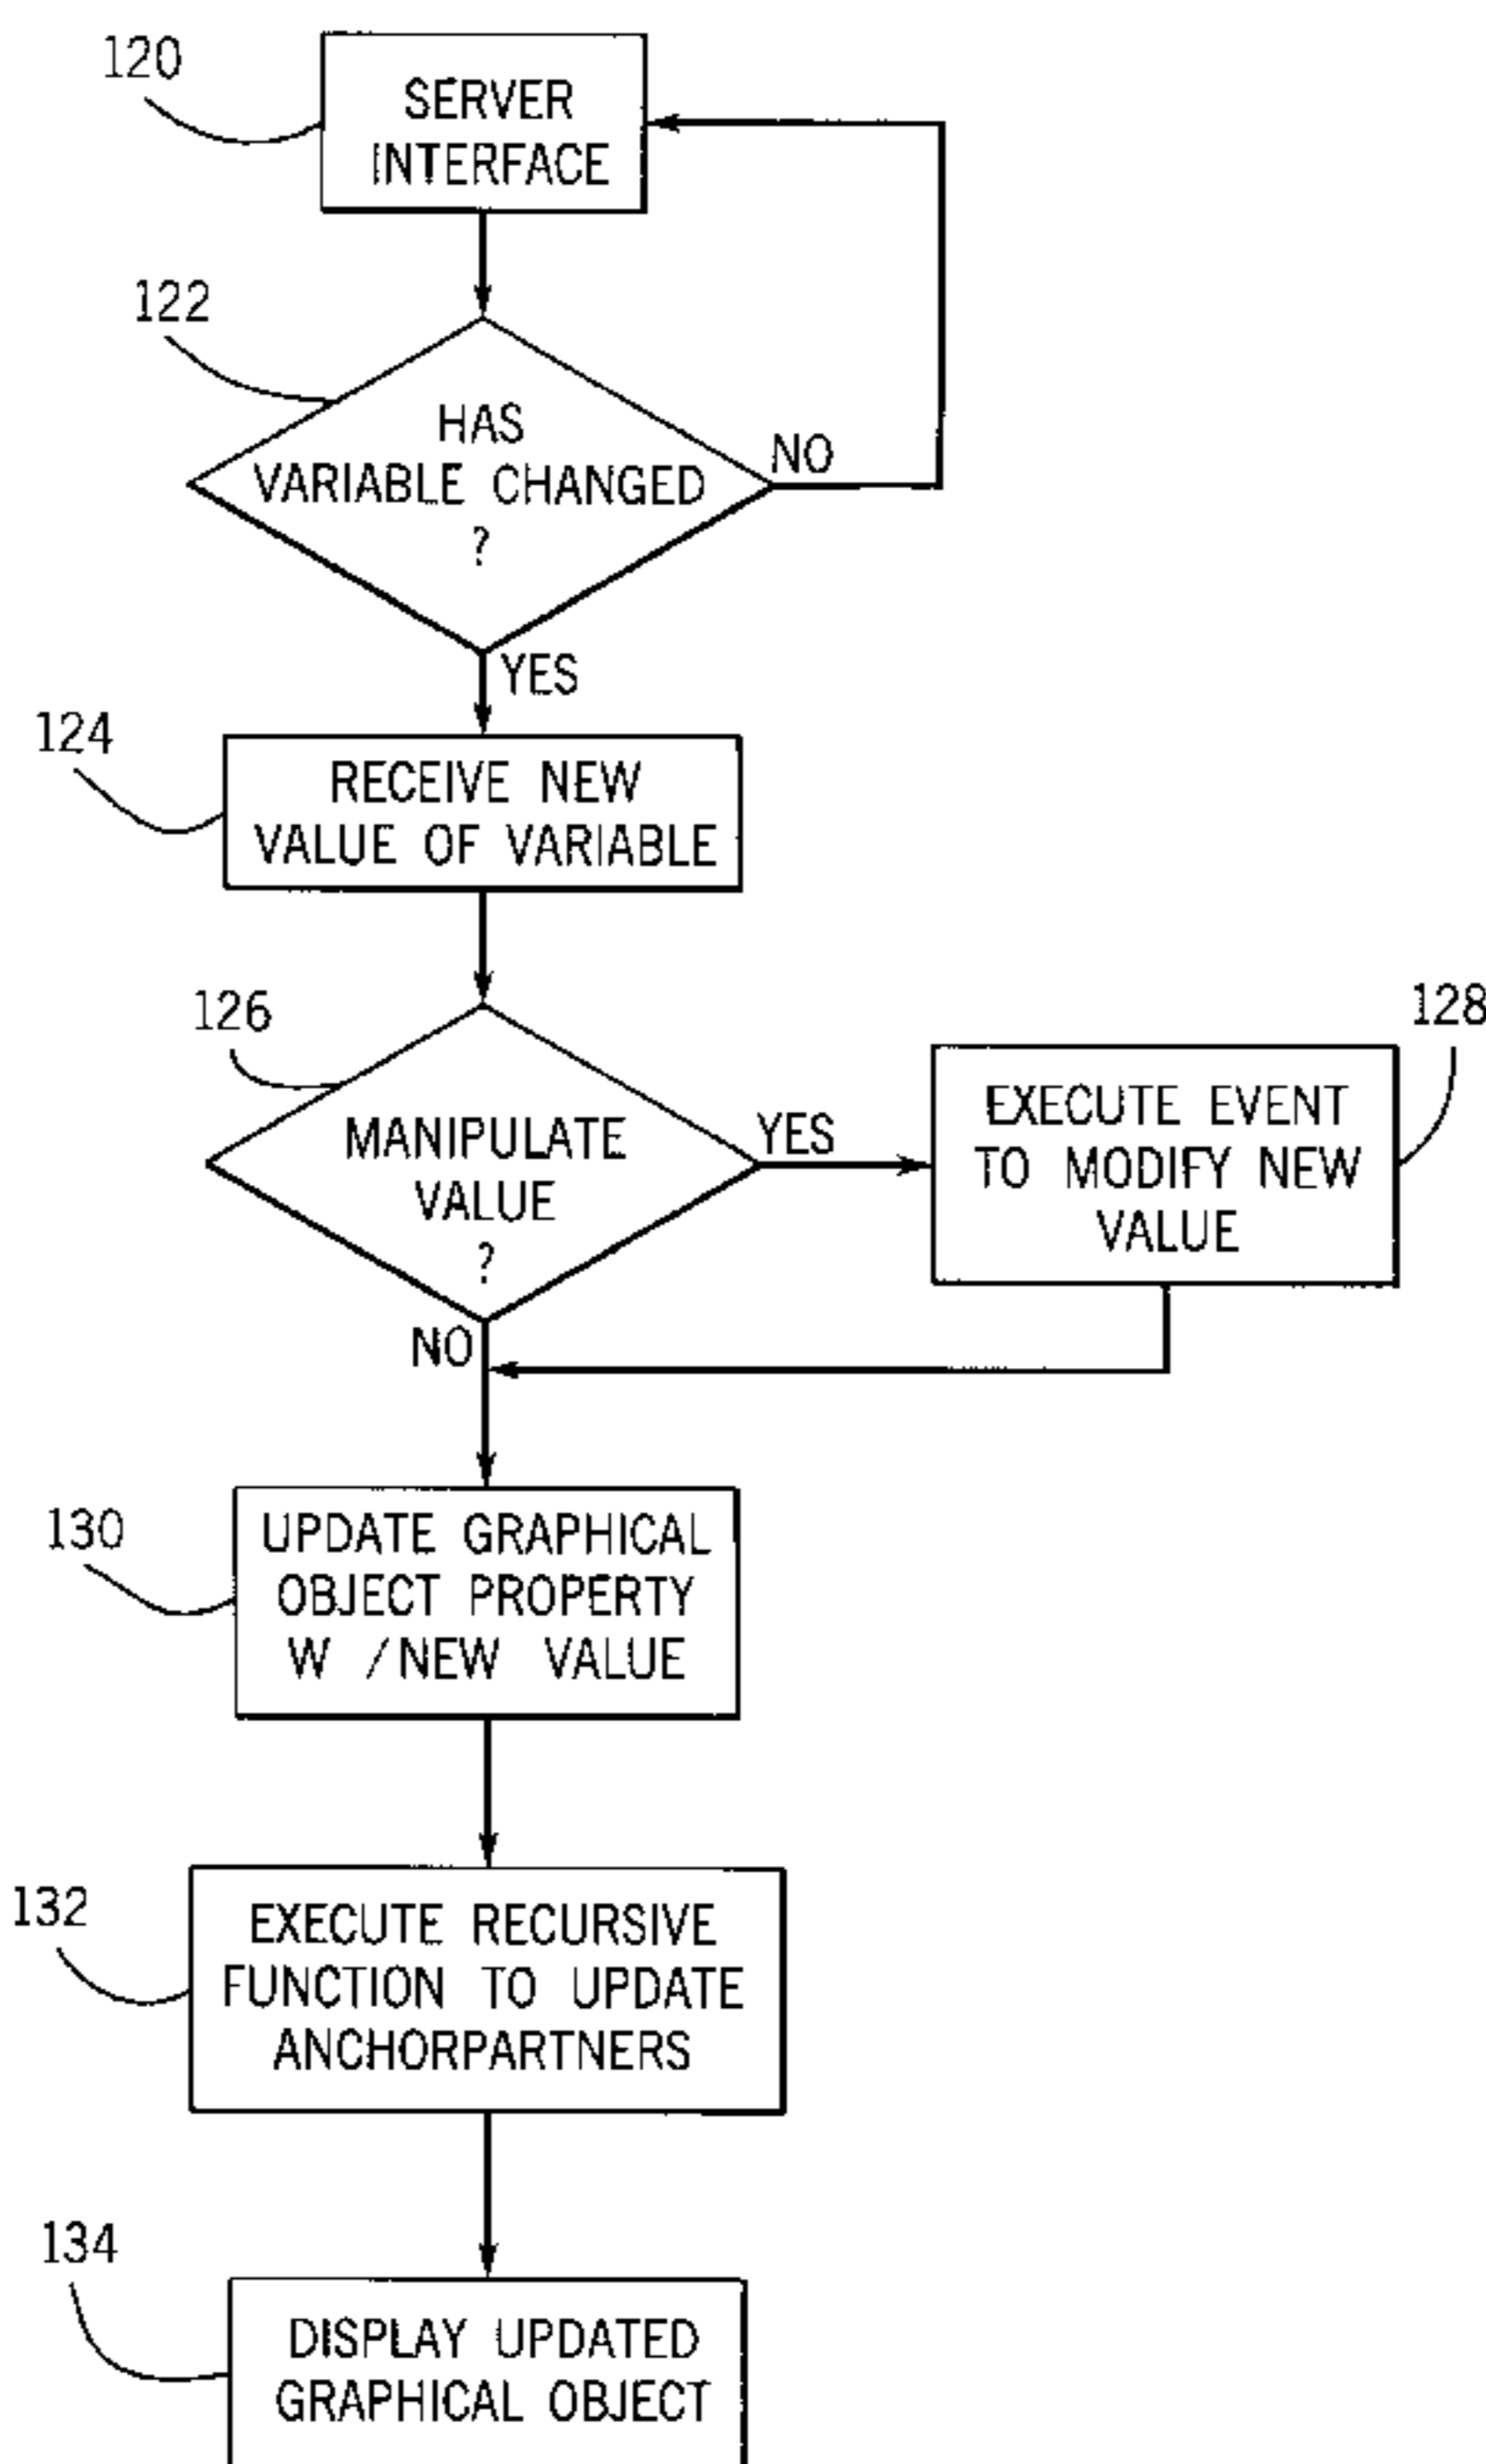 120
SERVER
INTERFACE
122
HAS
VARIABLE CHANGED
?
NO
YES
124
RECEIVE NEW
VALUE OF VARIABLE
126
MANIPULATE
VALUE
?
YES
NO
128
EXECUTE EVENT
TO MODIFY NEW
VALUE
130
UPDATE GRAPHICAL
OBJECT PROPERTY
W /NEW VALUE
132
EXECUTE RECURSIVE
FUNCTION TO UPDATE
ANCHORPARTNERS
134
DISPLAY UPDATED
GRAPHICAL OBJECT